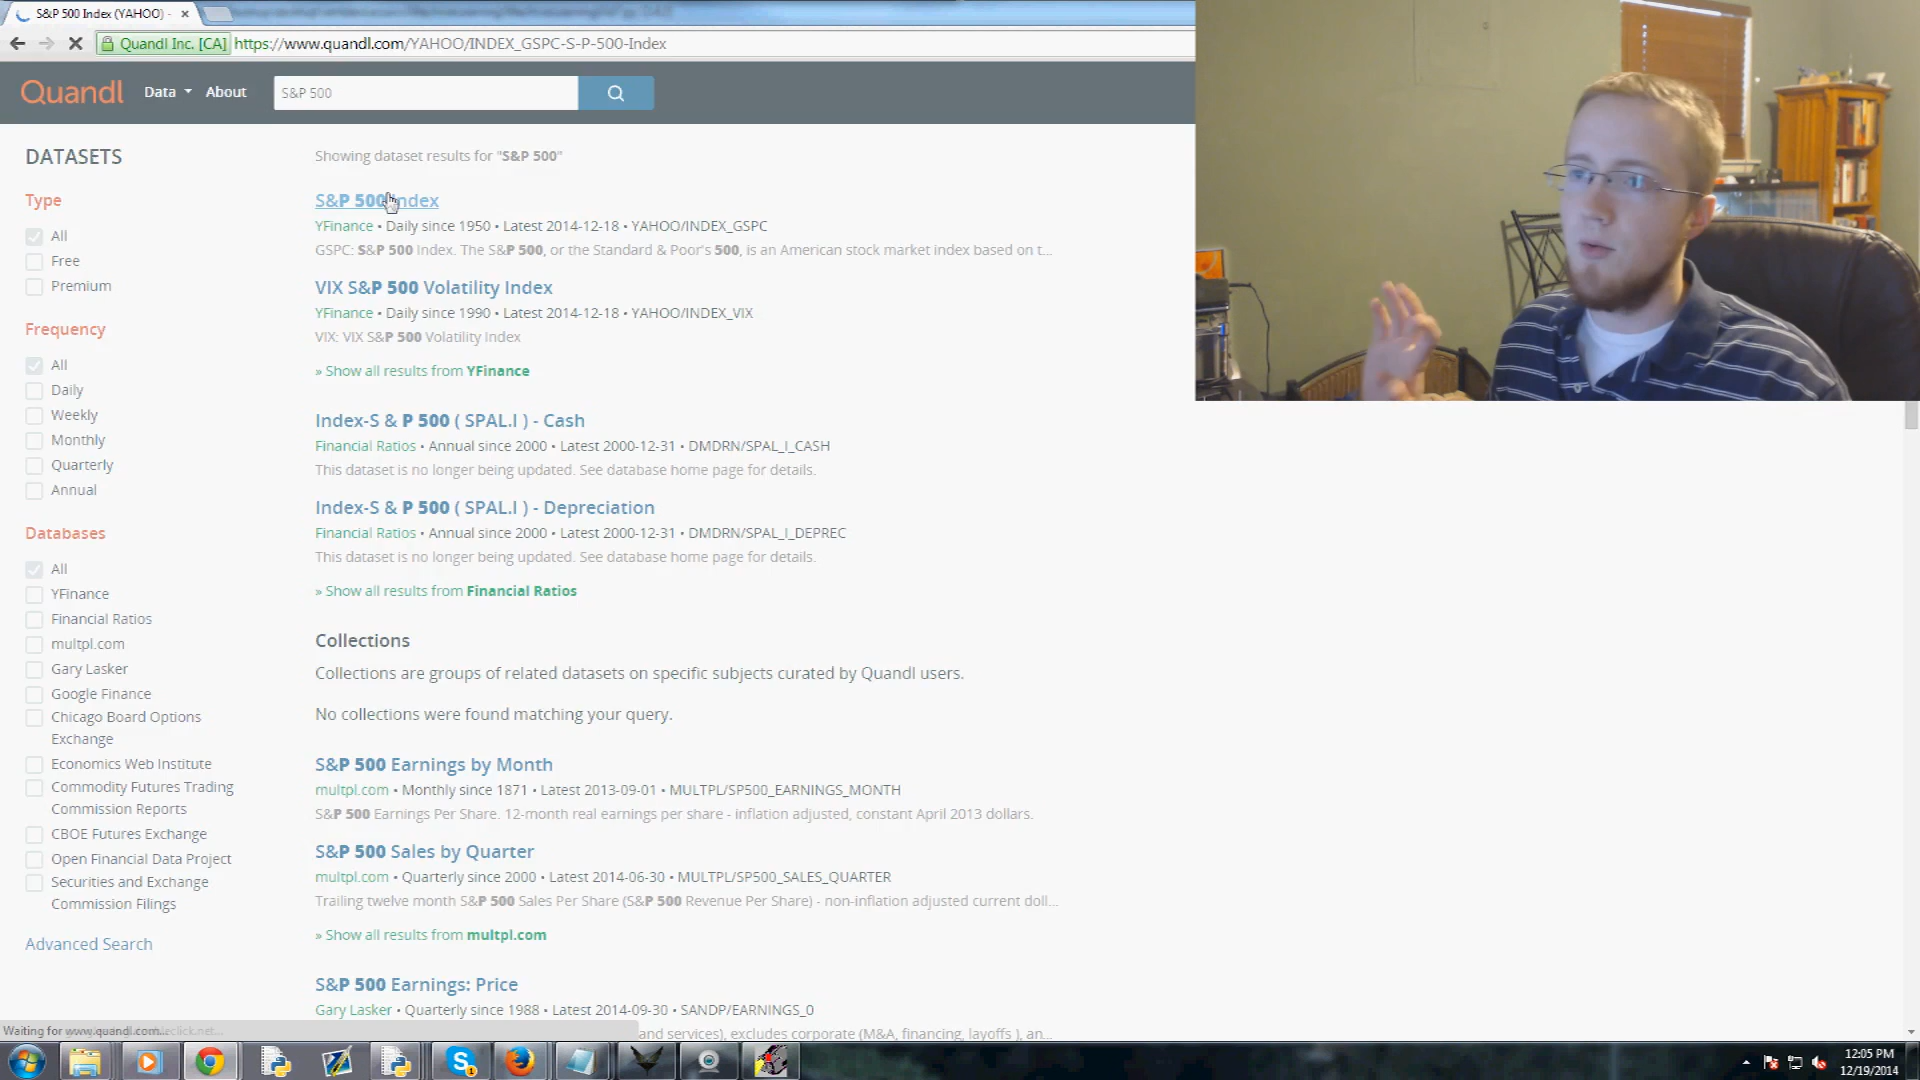 S&P 500 Index (YAHOO) -
Quandl Inc. [CA] https://www.quandl.com/YAHOO/INDEX_GSPC-S-P-500-Index
Quandl Data About S&P 500
DATASETS
Type
All
Free
Premium
Frequency
All
Daily
Weekly
Monthly
Quarterly
Annual
Databases
All
YFinance
Financial Ratios
multpl.com
Gary Lasker
Google Finance
Chicago Board Options
Exchange
Economics Web Institute
Commodity Futures Trading
Commission Reports
CBOE Futures Exchange
Open Financial Data Project
Securities and Exchange
Commission Filings
Advanced Search
Showing dataset results for "S&P 500"
S&P 500 Index
YFinance • Daily since 1950 • Latest 2014-12-18 • YAHOO/INDEX_GSPC
GSPC: S&P 500 Index. The S&P 500, or the Standard & Poor's 500, is an American stock market index based on t...
VIX S&P 500 Volatility Index
YFinance • Daily since 1990 • Latest 2014-12-18 • YAHOO/INDEX_VIX
VIX: VIX S&P 500 Volatility Index
» Show all results from YFinance
Index-S & P 500 ( SPAL.I ) - Cash
Financial Ratios • Annual since 2000 • Latest 2000-12-31 • DMDRN/SPAL_I_CASH
This dataset is no longer being updated. See database home page for details.
Index-S & P 500 ( SPAL.I ) - Depreciation
Financial Ratios • Annual since 2000 • Latest 2000-12-31 • DMDRN/SPAL_I_DEPREC
This dataset is no longer being updated. See database home page for details.
» Show all results from Financial Ratios
Collections
Collections are groups of related datasets on specific subjects curated by Quandl users.
No collections were found matching your query.
S&P 500 Earnings by Month
multpl.com • Monthly since 1871 • Latest 2013-09-01 • MULTPL/SP500_EARNINGS_MONTH
S&P 500 Earnings Per Share. 12-month real earnings per share - inflation adjusted, constant April 2013 dollars.
S&P 500 Sales by Quarter
multpl.com • Quarterly since 2000 • Latest 2014-06-30 • MULTPL/SP500_SALES_QUARTER
Trailing twelve month S&P 500 Sales Per Share (S&P 500 Revenue Per Share) - non-inflation adjusted current doll...
» Show all results from multpl.com
S&P 500 Earnings: Price
Gary Lasker • Quarterly since 1988 • Latest 2014-09-30 • SANDP/EARNINGS_0
and services), excludes corporate (M&A, financing, layoffs ), an...
Waiting for www.quandl.com...
12:05 PM
12/19/2014